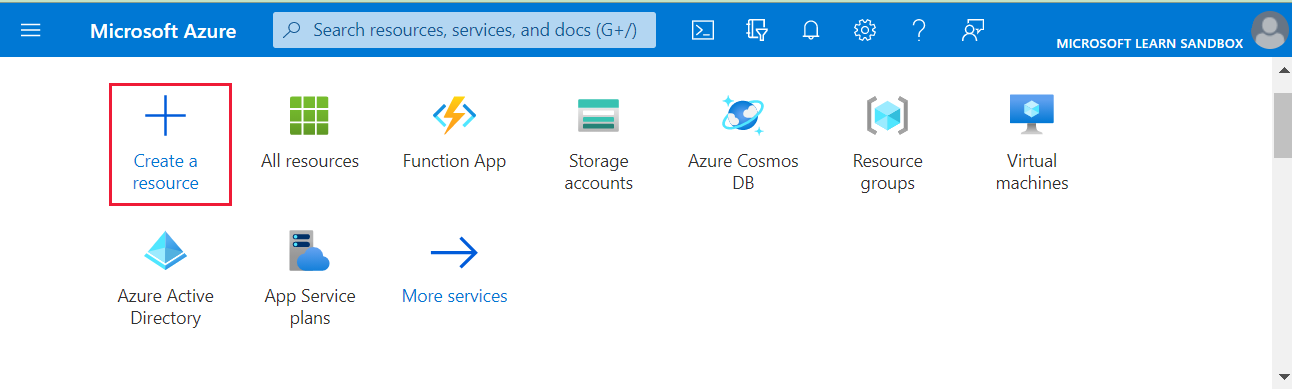 Microsoft Azure
Search resources, services, and docs (G+/)
MICROSOFT LEARN SANDBOX
Create a
resource
All resources
Function App
Storage
accounts
Azure Cosmos
DB
Resource
groups
Virtual
machines
Azure Active
Directory
App Service
plans
More services